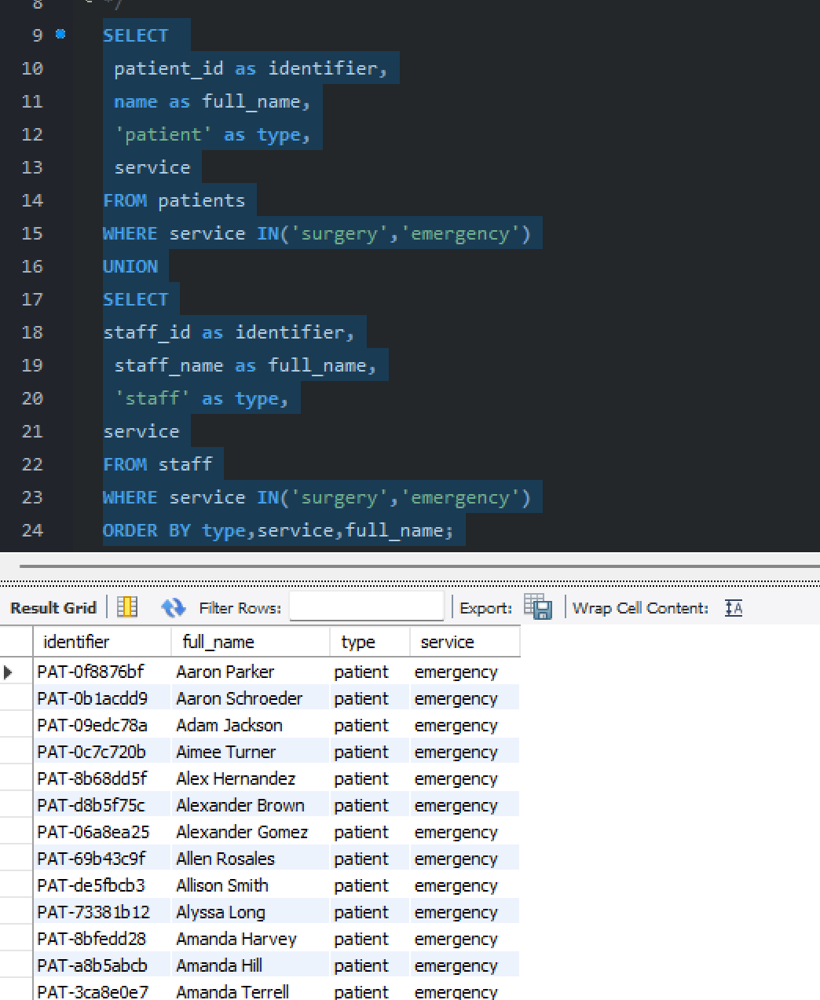 8 */
9 SELECT
10 patient_id as identifier,
11 name as full_name,
12 'patient' as type,
13 service
14 FROM patients
15 WHERE service IN('surgery','emergency')
16 UNION
17 SELECT
18 staff_id as identifier,
19 staff_name as full_name,
20 'staff' as type,
21 service
22 FROM staff
23 WHERE service IN('surgery','emergency')
24 ORDER BY type,service,full_name;
Result Grid Filter Rows: Export: Wrap Cell Content: IA
identifier full_name type service
PAT-0f8876bf Aaron Parker patient emergency
PAT-0b1acdd9 Aaron Schroeder patient emergency
PAT-09edc78a Adam Jackson patient emergency
PAT-0c7c720b Aimee Turner patient emergency
PAT-8b68dd5f Alex Hernandez patient emergency
PAT-d8b5f75c Alexander Brown patient emergency
PAT-06a8ea25 Alexander Gomez patient emergency
PAT-69b43c9f Allen Rosales patient emergency
PAT-de5fbcb3 Allison Smith patient emergency
PAT-73381b12 Alyssa Long patient emergency
PAT-8bfedd28 Amanda Harvey patient emergency
PAT-a8b5abcb Amanda Hill patient emergency
PAT-3ca8e0e7 Amanda Terrell patient emergency